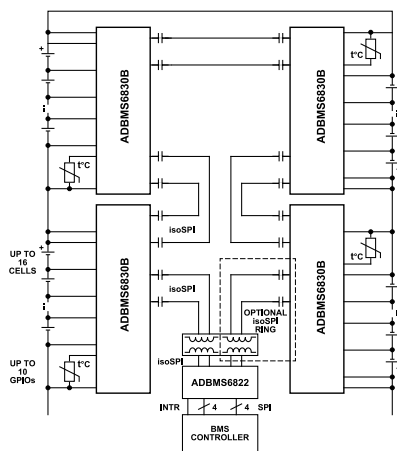 ADBMS6830B
ADBMS6830B
+
t°C
t°C
isoSPI
ADBMS6830B
ADBMS6830B
UP TO
16
CELLS
+
t°C
isoSPI
OPTIONAL
isoSPI
RING
isoSPI
UP TO
10
GPIOs
t°C
ADBMS6822
INTR
4
4
SPI
BMS
CONTROLLER